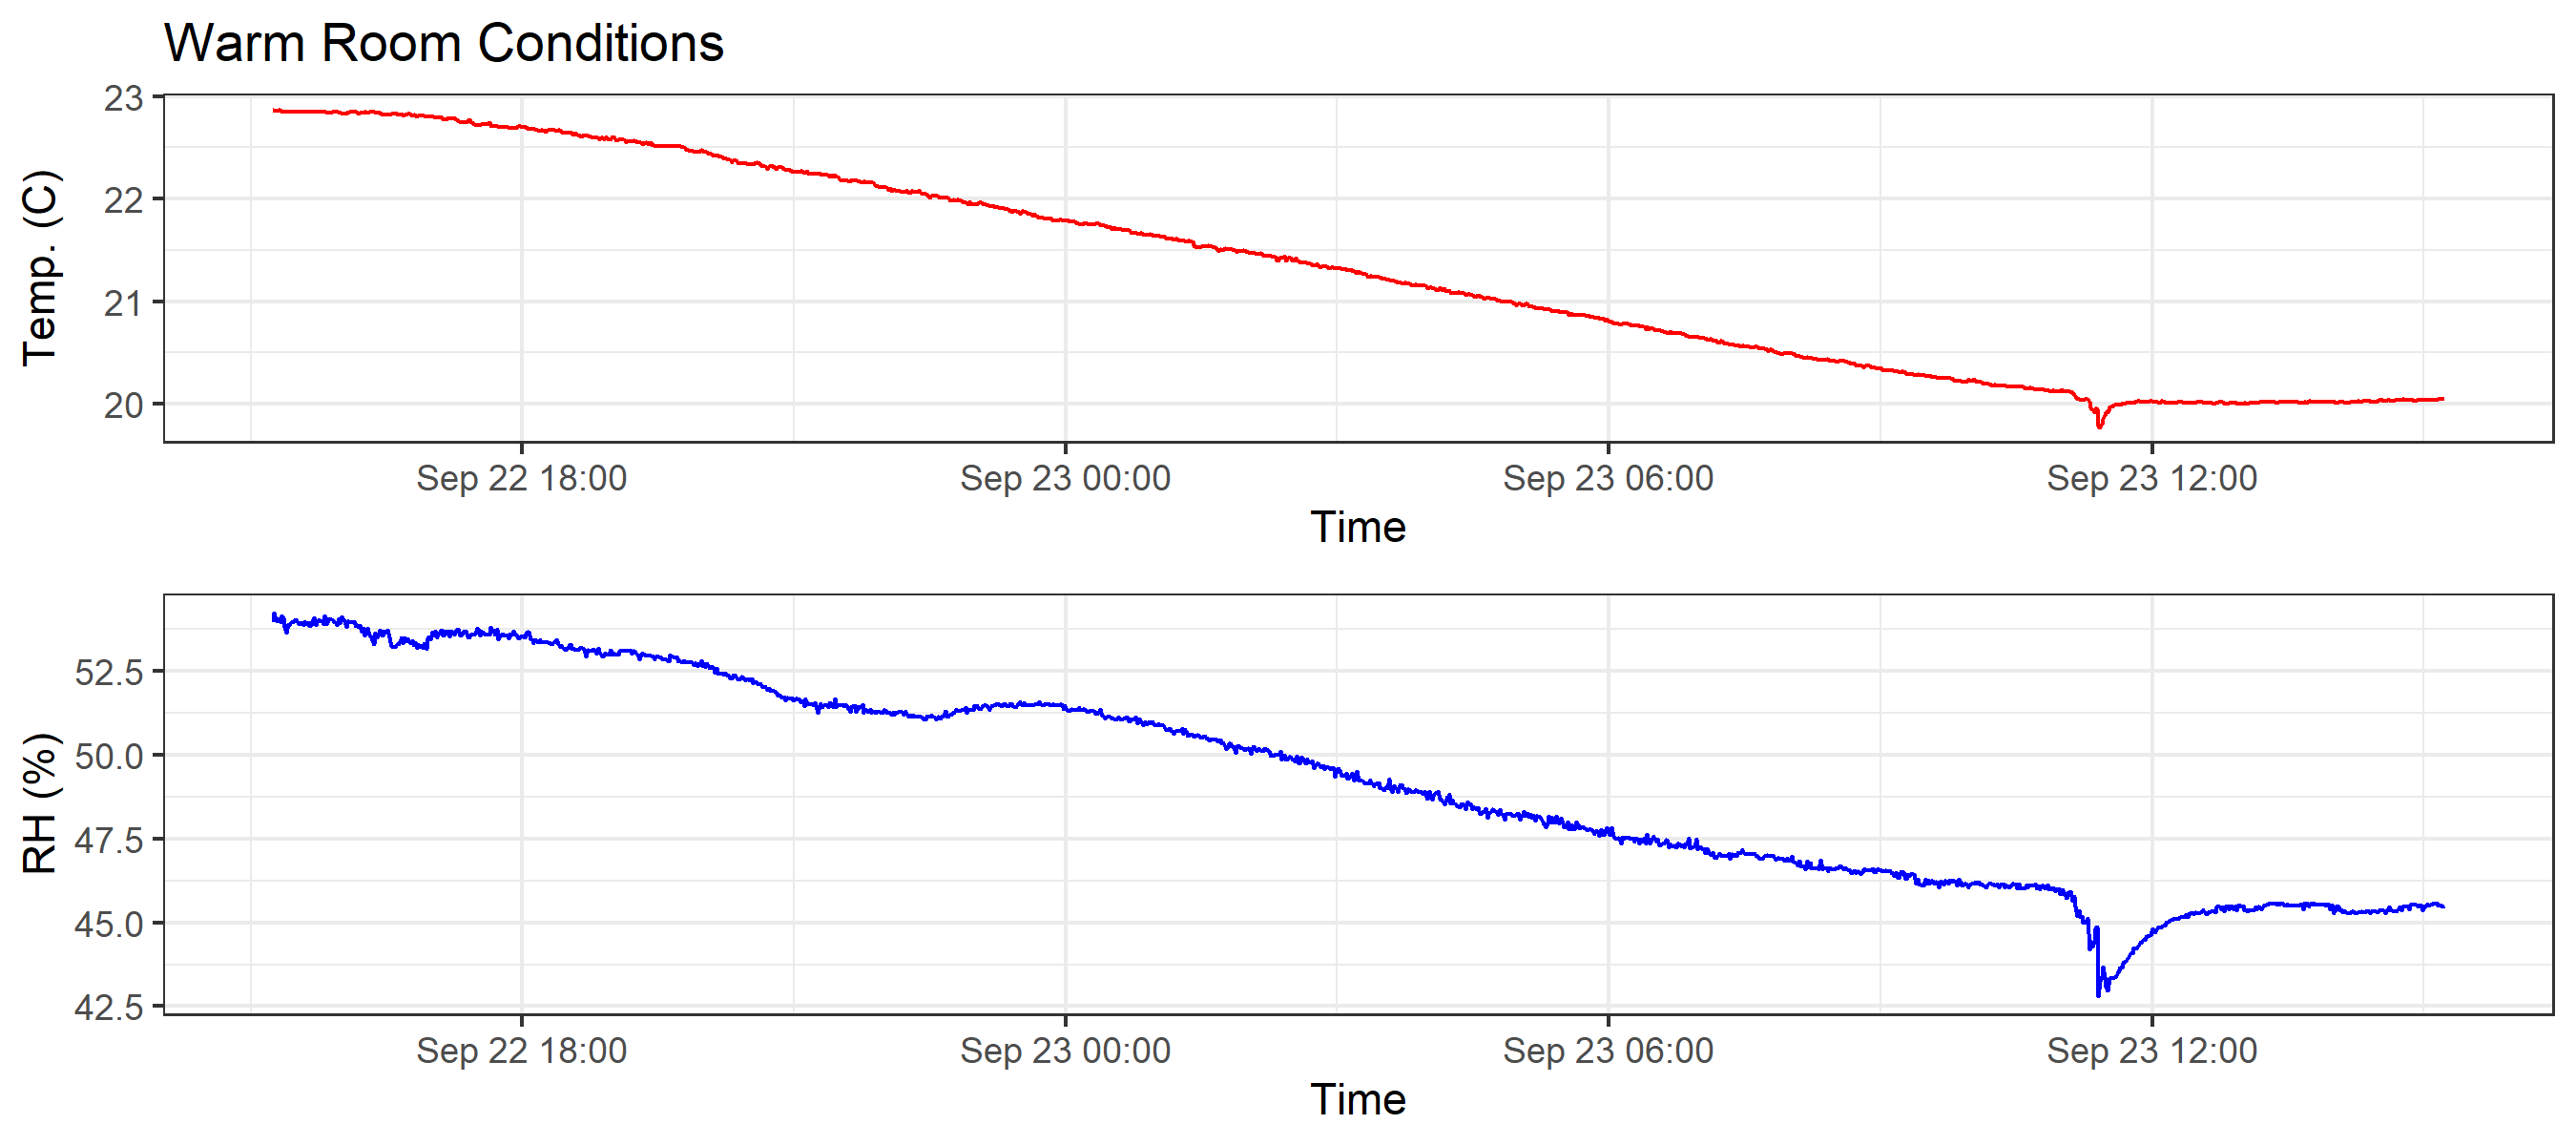 Warm Room Conditions
23
22
21
20
Temp. (C)
Sep 22 18:00 Sep 23 00:00 Sep 23 06:00 Sep 23 12:00
Time
52.5
50.0
47.5
45.0
42.5
RH (%)
Sep 22 18:00 Sep 23 00:00 Sep 23 06:00 Sep 23 12:00
Time